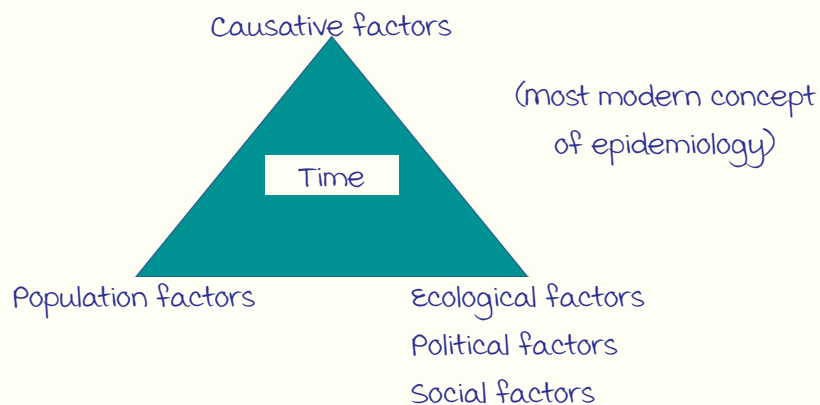 Causative factors
(most modern concept
of epidemiology)
Time
Population factors
Ecological factors
Political factors
Social factors